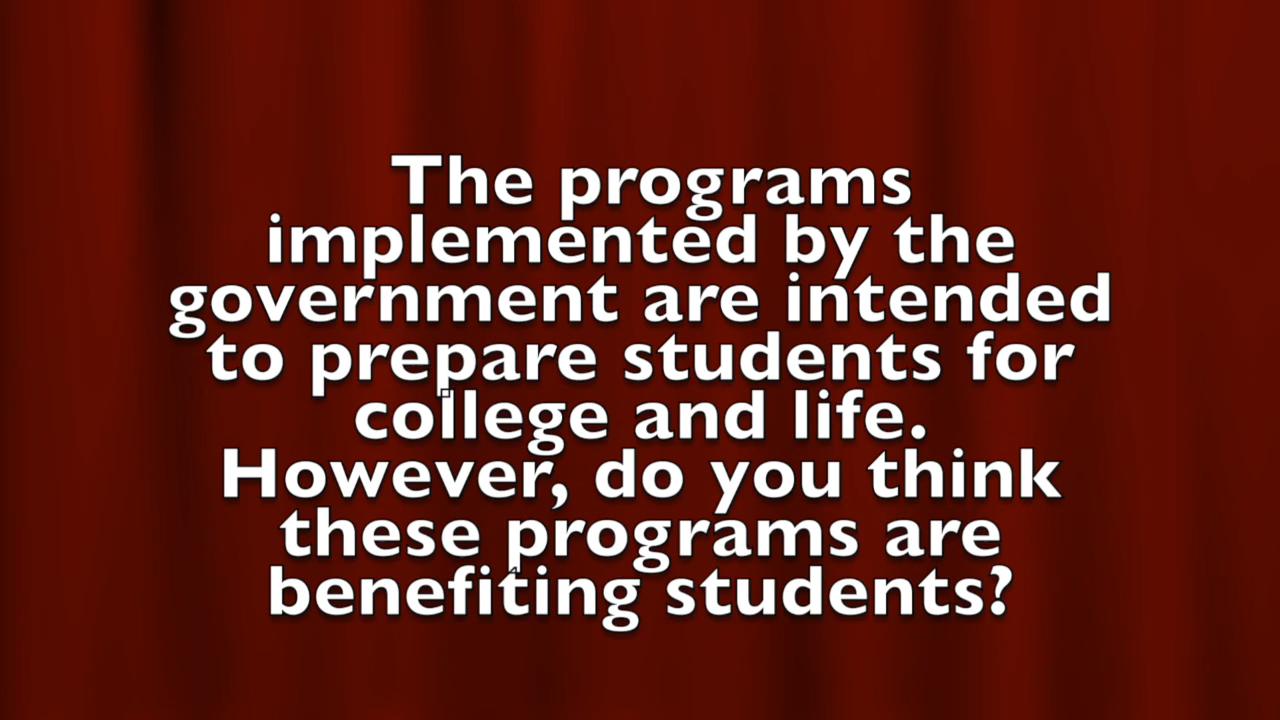 The programs
implemented by the
government are intended
to prepare students for
college and life.
However, do you think
these programs are
benefiting students?